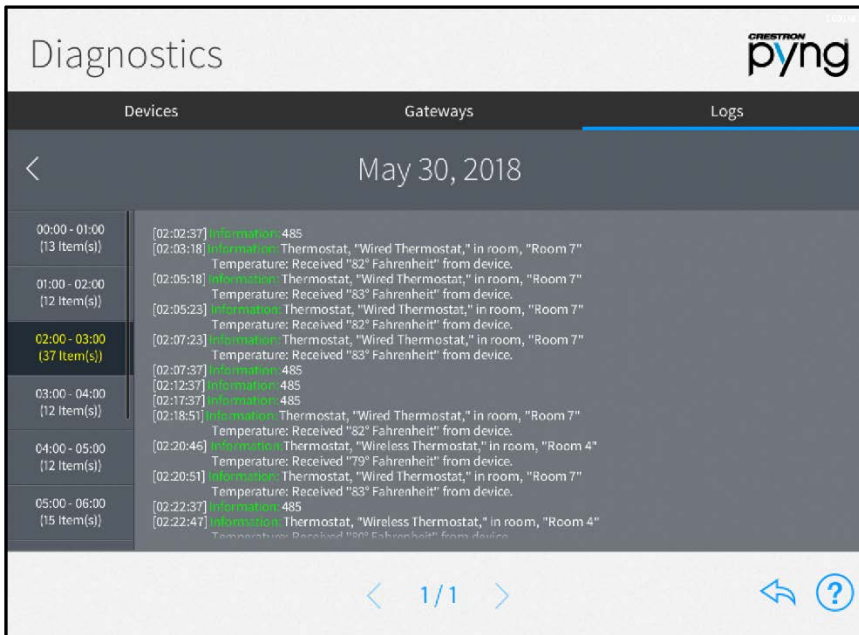 Diagnostics
CRESTRON
pyng
Devices
Gateways
Logs
May 30, 2018
00:00 - 01:00
(13 Item(s))
01:00 - 02:00
(12 Item(s))
02:00 - 03:00
(37 Item(s))
03:00 - 04:00
(12 Item(s))
04:00 - 05:00
(12 Item(s))
05:00 - 06:00
(15 Item(s))
[02:02:37] Information: 485
[02:03:18] Information: Thermostat, "Wired Thermostat," in room, "Room 7"
Temperature: Received "82° Fahrenheit" from device.
[02:05:18] Information: Thermostat, "Wired Thermostat," in room, "Room 7"
Temperature: Received "83° Fahrenheit" from device.
[02:05:23] Information: Thermostat, "Wired Thermostat," in room, "Room 7"
Temperature: Received "82° Fahrenheit" from device.
[02:07:23] Information: Thermostat, "Wired Thermostat," in room, "Room 7"
Temperature: Received "83° Fahrenheit" from device.
[02:07:37] Information: 485
[02:12:37] Information: 485
[02:17:37] Information: 485
[02:18:51] Information: Thermostat, "Wired Thermostat," in room, "Room 7"
Temperature: Received "82° Fahrenheit" from device.
[02:20:46] Information: Thermostat, "Wireless Thermostat," in room, "Room 4"
Temperature: Received "79° Fahrenheit" from device.
[02:20:51] Information: Thermostat, "Wired Thermostat," in room, "Room 7"
Temperature: Received "83° Fahrenheit" from device.
[02:22:37] Information: 485
[02:22:47] Information: Thermostat, "Wireless Thermostat," in room, "Room 4"
Temperature: Received "80° Fahrenheit" from device.
1/1
?